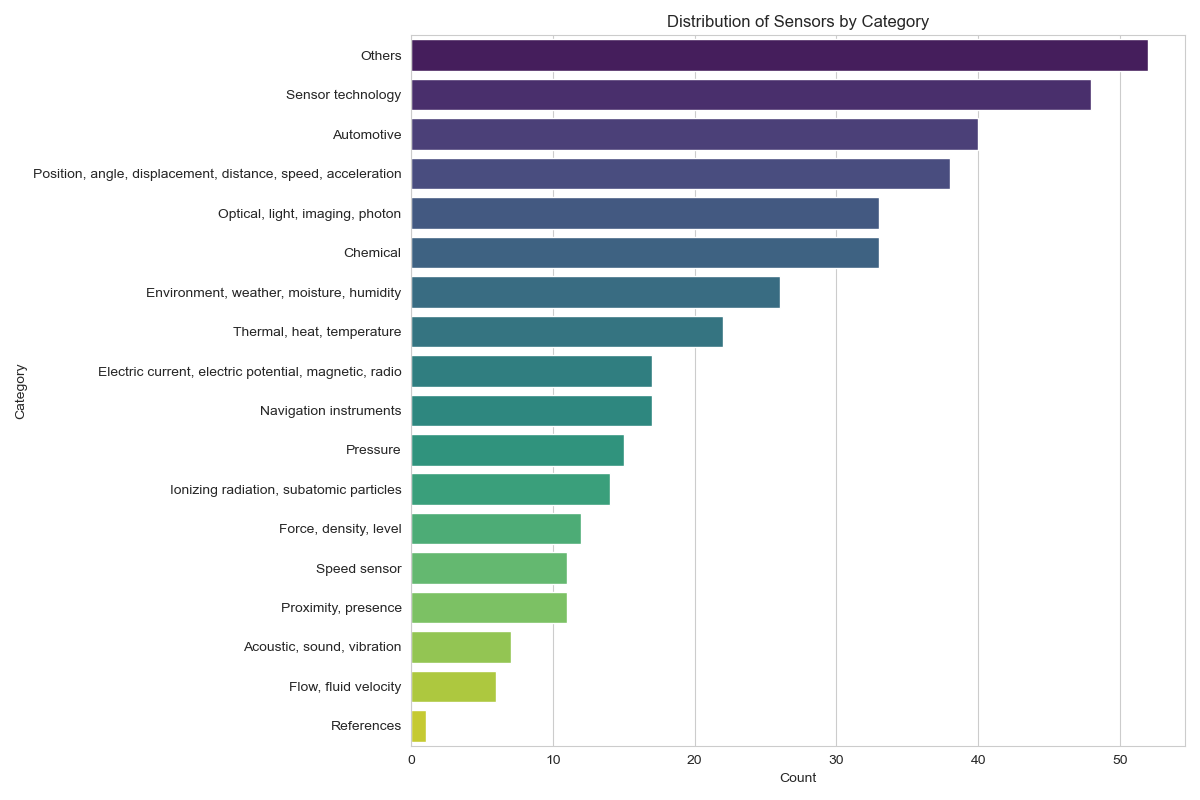 Distribution of Sensors by Category
Category
Others
Sensor technology
Automotive
Position, angle, displacement, distance, speed, acceleration
Optical, light, imaging, photon
Chemical
Environment, weather, moisture, humidity
Thermal, heat, temperature
Electric current, electric potential, magnetic, radio
Navigation instruments
Pressure
Ionizing radiation, subatomic particles
Force, density, level
Speed sensor
Proximity, presence
Acoustic, sound, vibration
Flow, fluid velocity
References
0 10 20 30 40 50
Count